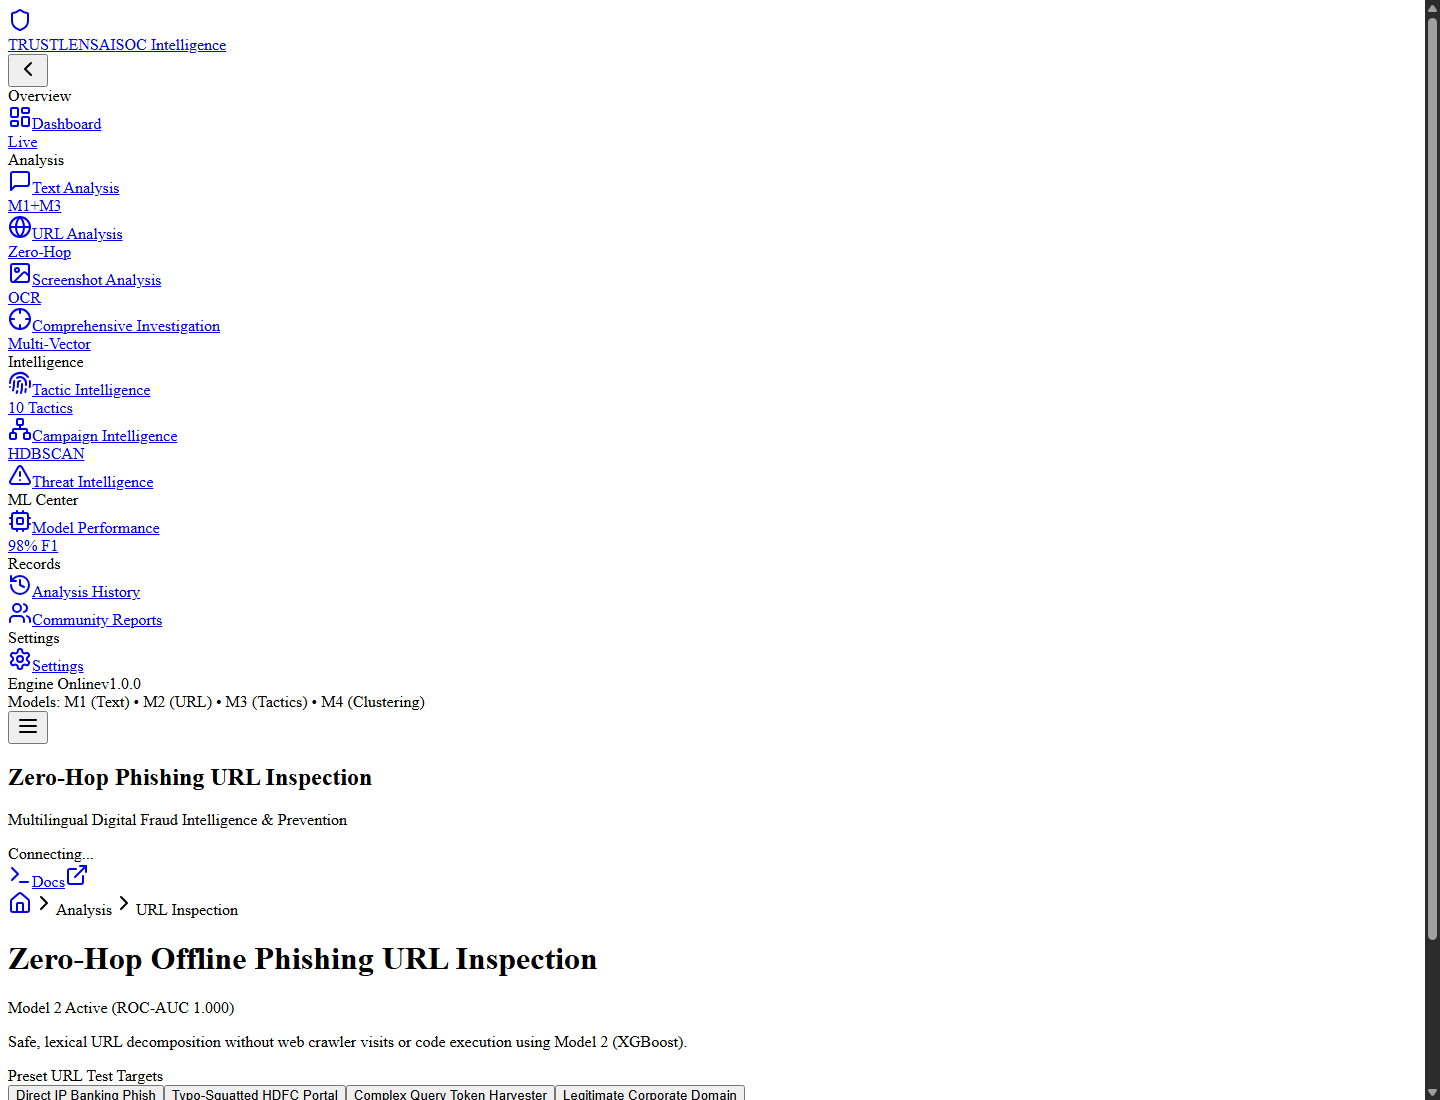 TRUSTLENSAISOC Intelligence
Overview
Dashboard
Live
Analysis
Text Analysis
M1+M3
URL Analysis
Zero-Hop
Screenshot Analysis
OCR
Comprehensive Investigation
Multi-Vector
Intelligence
Tactic Intelligence
10 Tactics
Campaign Intelligence
HDBSCAN
Threat Intelligence
ML Center
Model Performance
98% F1
Records
Analysis History
Community Reports
Settings
Settings
Engine Onlinev1.0.0
Models: M1 (Text) • M2 (URL) • M3 (Tactics) • M4 (Clustering)
Zero-Hop Phishing URL Inspection
Multilingual Digital Fraud Intelligence & Prevention
Connecting...
Docs
Analysis URL Inspection
Zero-Hop Offline Phishing URL Inspection
Model 2 Active (ROC-AUC 1.000)
Safe, lexical URL decomposition without web crawler visits or code execution using Model 2 (XGBoost).
Preset URL Test Targets
Direct IP Banking Phish Typo-Squatted HDFC Portal Complex Query Token Harvester Legitimate Corporate Domain